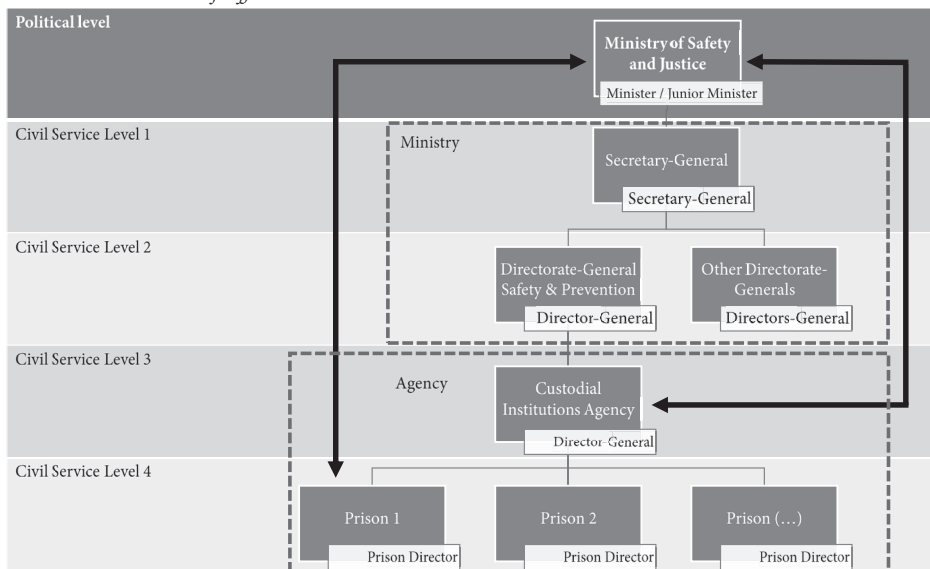 Political level
Ministry of Safety
and Justice
Minister / Junior Minister
Civil Service Level 1
Ministry
Secretary-General
Secretary-General
Civil Service Level 2
Directorate-General
Safety & Prevention
Director-General
Other Directorate-
Generals
Directors-General
Civil Service Level 3
Agency
Custodial
Institutions Agency
Director-General
Civil Service Level 4
Prison 1
Prison Director
Prison 2
Prison Director
Prison (...)
Prison Director